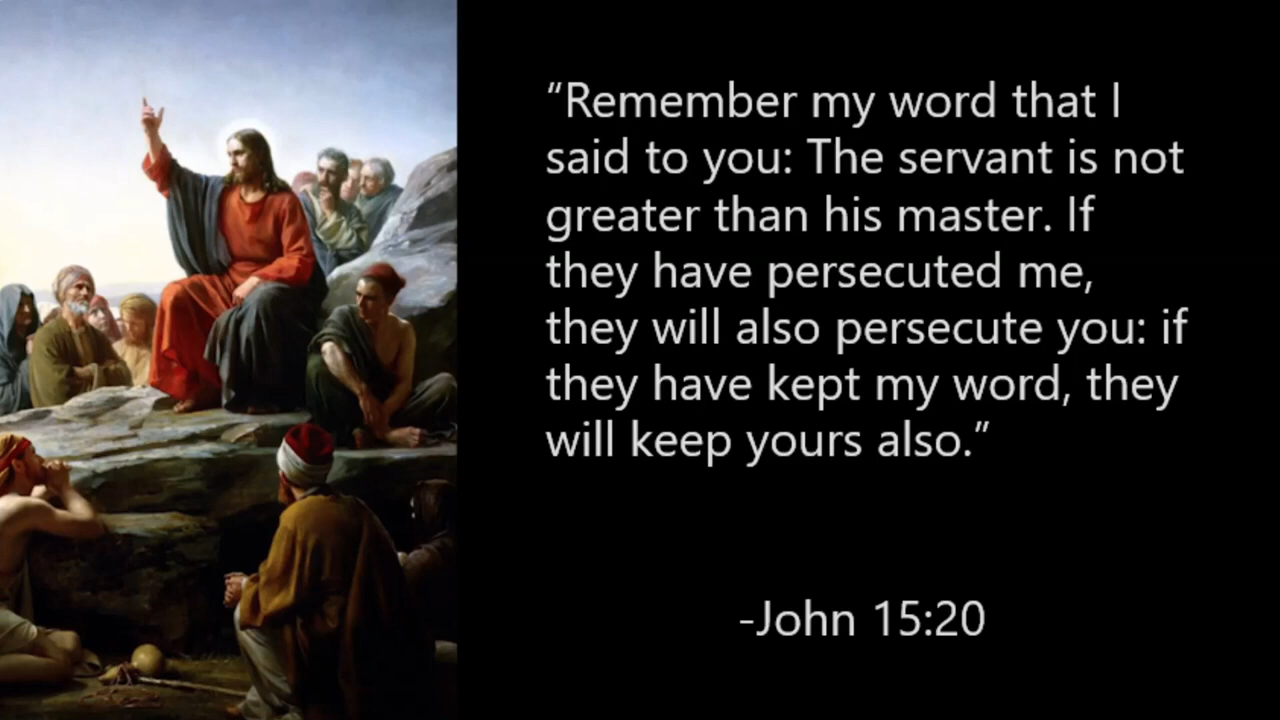 “Remember my word that I
said to you: The servant is not
greater than his master. If
they have persecuted me,
they will also persecute you: if
they have kept my word, they
will keep yours also.”
-John 15:20